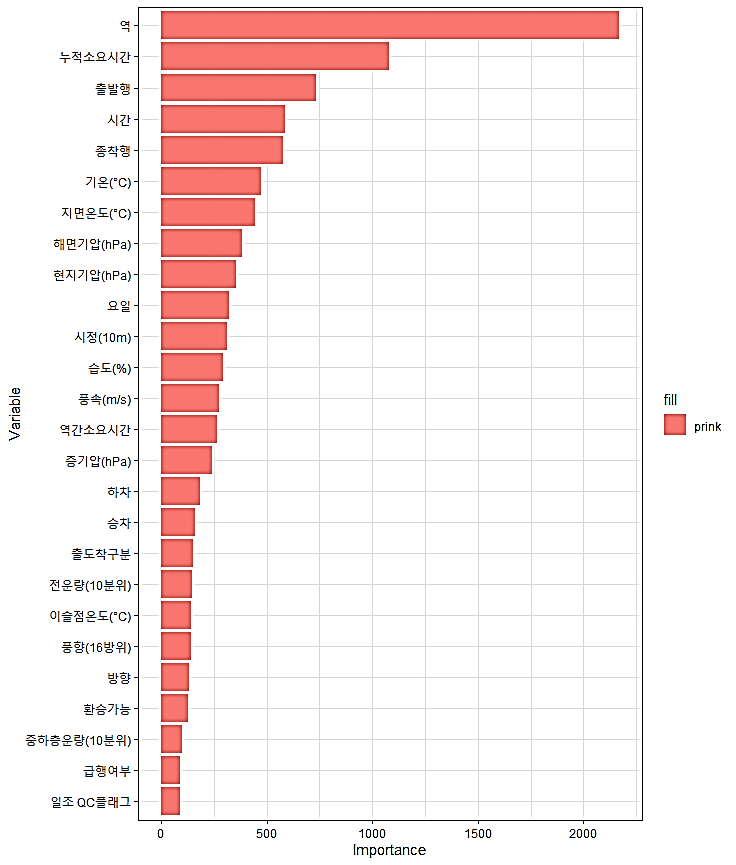 역
누적소요시간
출발행
시간
종착행
기온(°C)
지면온도(°C)
해면기압(hPa)
현지기압(hPa)
요일
시정(10m)
습도(%)
풍속(m/s)
역간소요시간
증기압(hPa)
하차
승차
출도착구분
전운량(10분위)
이슬점온도(°C)
풍향(16방위)
방향
환승가능
중하층운량(10분위)
급행여부
일조 QC플래그
Variable
0 500 1000 1500 2000
Importance
fill
prink